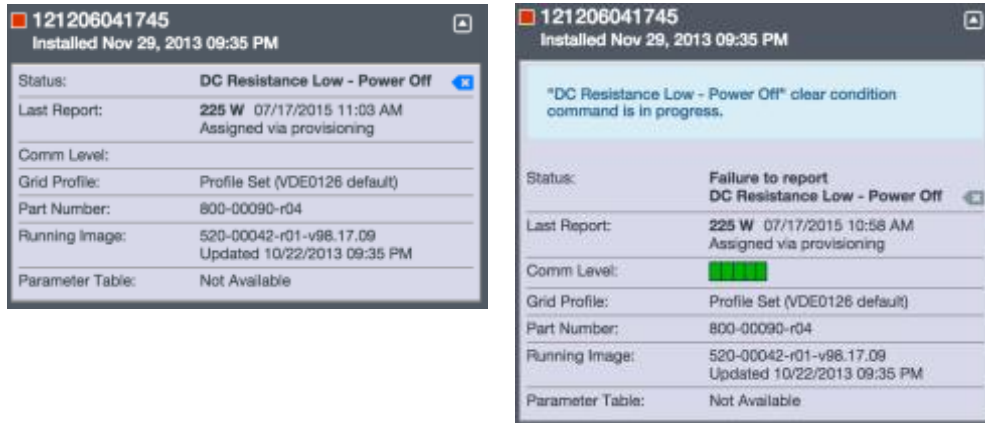 121206041745
Installed Nov 29, 2013 09:35 PM
Status: DC Resistance Low - Power Off
Last Report: 225 W 07/17/2015 11:03 AM
Assigned via provisioning
Comm Level:
Grid Profile: Profile Set (VDE0126 default)
Part Number: 800-00090-r04
Running Image: 520-00042-r01-v98.17.09
Updated 10/22/2013 09:35 PM
Parameter Table: Not Available
121206041745
Installed Nov 29, 2013 09:35 PM
"DC Resistance Low - Power Off" clear condition
command is in progress.
Status: Failure to report
DC Resistance Low - Power Off
Last Report: 225 W 07/17/2015 10:58 AM
Assigned via provisioning
Comm Level:
Grid Profile: Profile Set (VDE0126 default)
Part Number: 800-00090-r04
Running Image: 520-00042-r01-v98.17.09
Updated 10/22/2013 09:35 PM
Parameter Table: Not Available